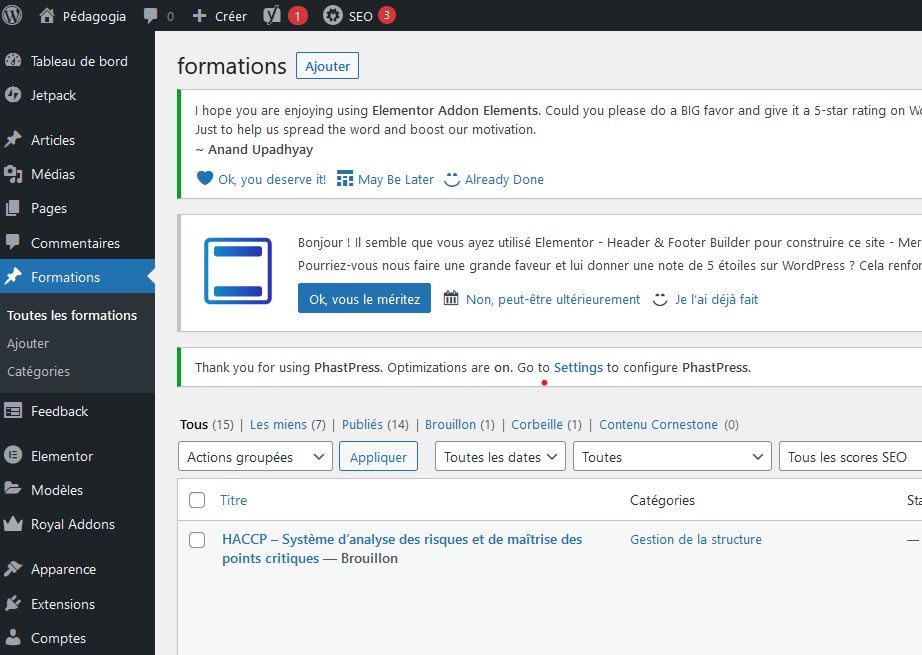 Pédagogia 0 Créer 1 SEO 3
Tableau de bord
Jetpack
Articles
Médias
Pages
Commentaires
Formations
Toutes les formations
Ajouter
Catégories
Feedback
Elementor
Modèles
Royal Addons
Apparence
Extensions
Comptes
formations Ajouter
I hope you are enjoying using Elementor Addon Elements. Could you please do a BIG favor and give it a 5-star rating on
Just to help us spread the word and boost our motivation.
~ Anand Upadhyay
Ok, you deserve it! May Be Later Already Done
Bonjour ! Il semble que vous ayez utilisé Elementor - Header & Footer Builder pour construire ce site -
Pourriez-vous nous faire une grande faveur et lui donner une note de 5 étoiles sur WordPress ? Cela
Ok, vous le méritez Non, peut-être ultérieurement Je l'ai déjà fait
Thank you for using PhastPress. Optimizations are on. Go to Settings to configure PhastPress.
Tous (15) | Les miens (7) | Publiés (14) | Brouillon (1) | Corbeille (1) | Contenu Cornestone (0)
Actions groupées Appliquer Toutes les dates Toutes Tous les scores SEO
Titre Catégories
HACCP – Système d'analyse des risques et de maîtrise des Gestion de la structure —
points critiques — Brouillon